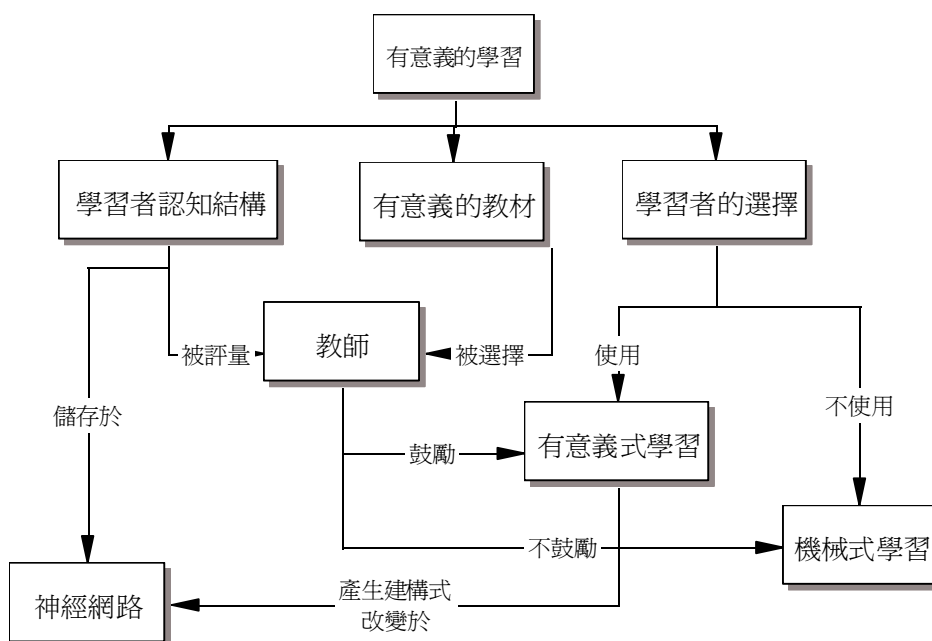 有意義的學習
學習者認知結構
有意義的教材
學習者的選擇
教師
被評量
被選擇
使用
儲存於
不使用
鼓勵
有意義式學習
不鼓勵
機械式學習
神經網路
產生建構式
改變於